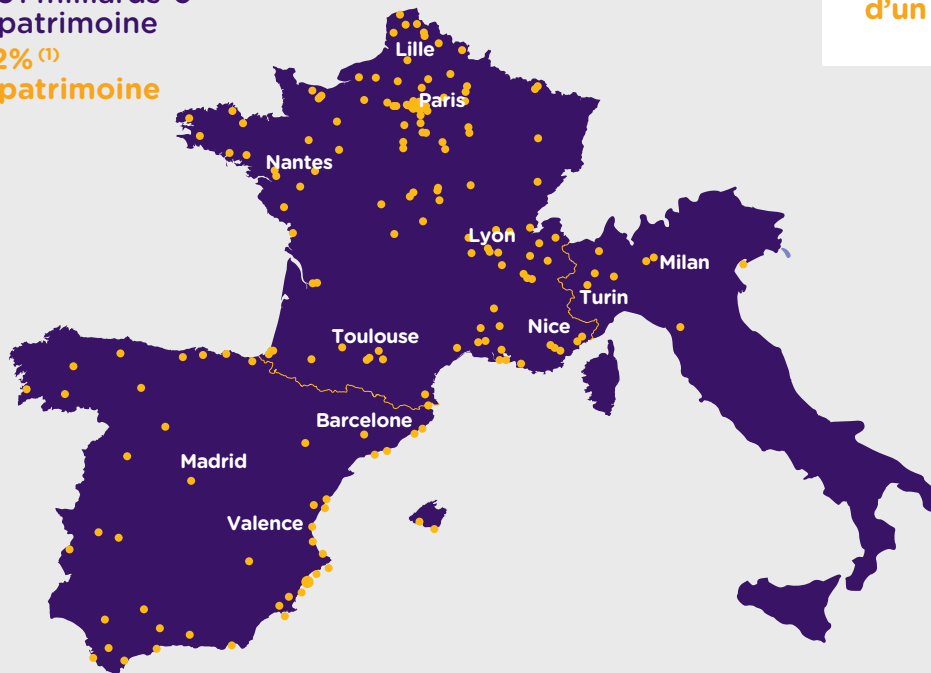 patrimoine
2% (1)
patrimoine
d'un
Lille
Paris
Nantes
Lyon
Milan
Turin
Nice
Toulouse
Barcelone
Madrid
Valence